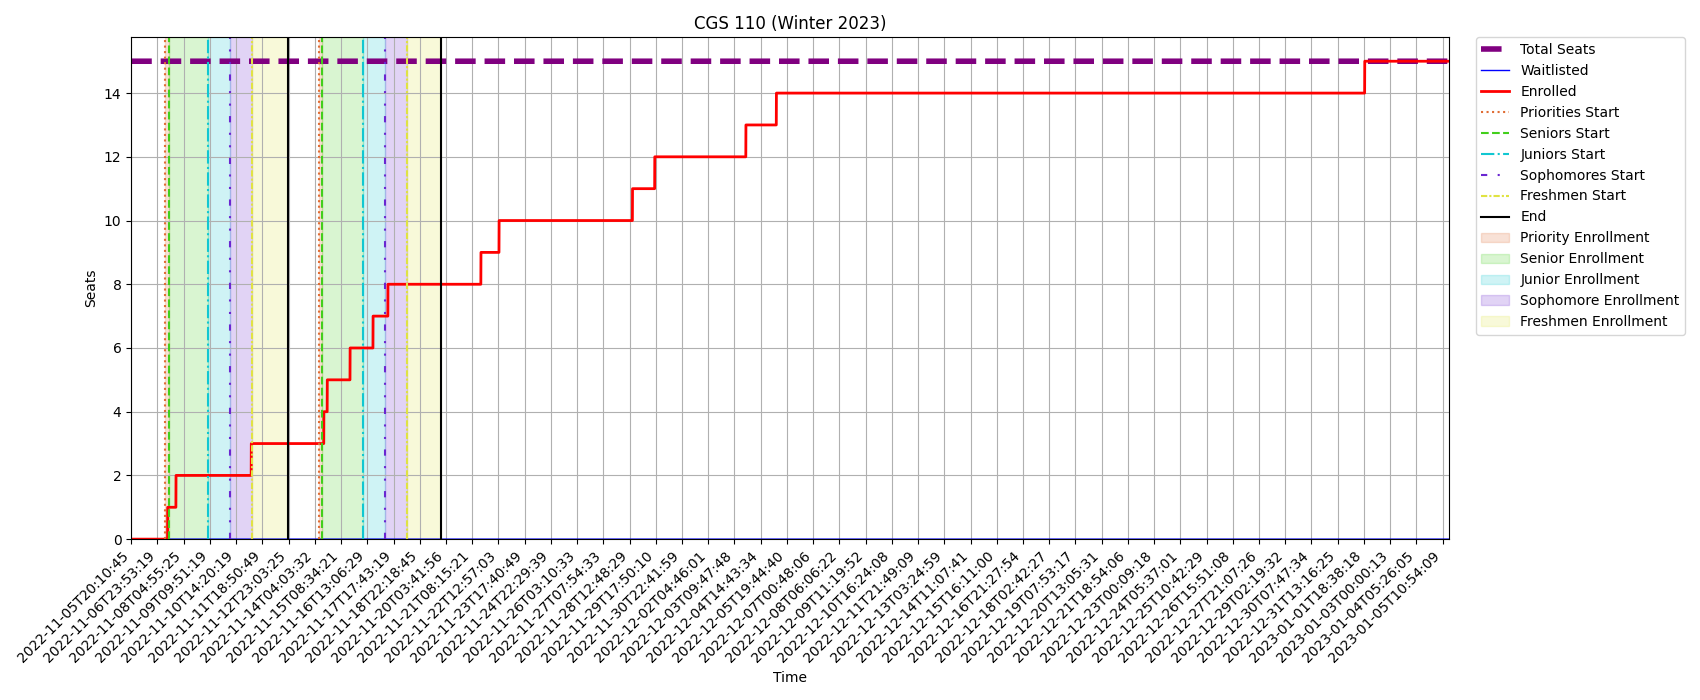 CGS 110 (Winter 2023)
Total Seats
Waitlisted
Enrolled
Priorities Start
Seniors Start
Juniors Start
Sophomores Start
Freshmen Start
End
Priority Enrollment
Senior Enrollment
Junior Enrollment
Sophomore Enrollment
Freshmen Enrollment
Seats
14
12
10
8
6
4
2
0
2022-11-05T20:10:45
2022-11-06T23:53:19
2022-11-08T04:55:25
2022-11-09T09:51:19
2022-11-10T14:20:19
2022-11-11T18:50:49
2022-11-12T23:03:25
2022-11-14T04:03:32
2022-11-15T08:34:21
2022-11-16T13:06:29
2022-11-17T17:43:19
2022-11-18T22:18:45
2022-11-20T03:41:56
2022-11-21T08:15:21
2022-11-22T12:57:03
2022-11-23T17:40:49
2022-11-24T22:29:39
2022-11-26T03:10:33
2022-11-27T07:54:33
2022-11-28T12:48:29
2022-11-29T17:50:10
2022-11-30T22:41:59
2022-12-02T04:46:01
2022-12-03T09:47:48
2022-12-04T14:43:34
2022-12-05T19:44:40
2022-12-07T00:48:06
2022-12-08T06:06:22
2022-12-09T11:19:52
2022-12-10T16:24:08
2022-12-11T21:49:09
2022-12-13T03:24:59
2022-12-14T11:07:41
2022-12-15T16:11:00
2022-12-16T21:27:54
2022-12-18T02:42:27
2022-12-19T07:53:17
2022-12-20T13:05:31
2022-12-21T18:54:06
2022-12-23T00:09:18
2022-12-24T05:37:01
2022-12-25T10:42:29
2022-12-26T15:51:08
2022-12-27T21:07:26
2022-12-29T02:19:32
2022-12-30T07:47:34
2022-12-31T13:16:25
2023-01-01T18:38:18
2023-01-03T00:00:13
2023-01-04T05:26:05
2023-01-05T10:54:09
Time